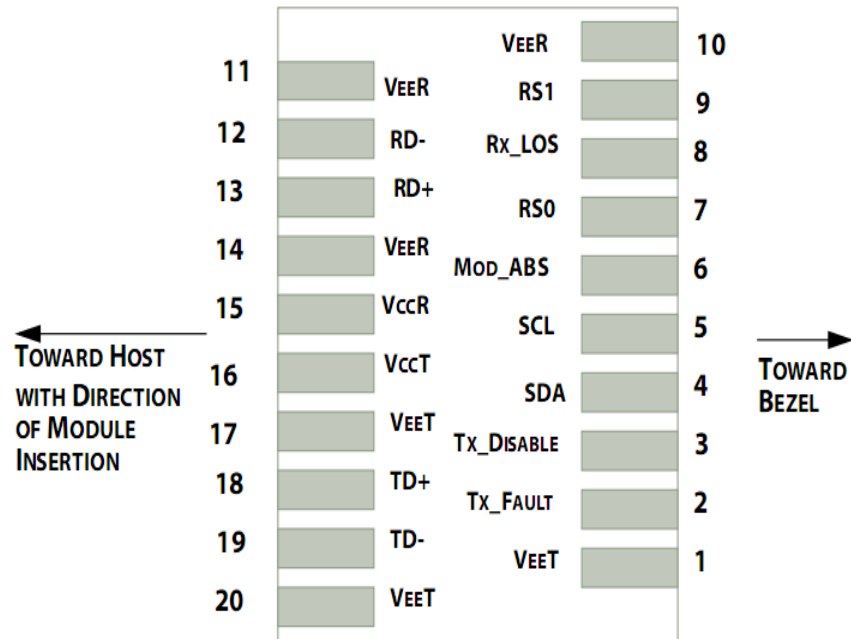 VEER 10
11 VEER
RS1 9
12 RD-
RX_LOS 8
13 RD+
RS0 7
14 VEER
MOD_ABS 6
15 VCCR
SCL 5
TOWARD HOST
WITH DIRECTION
OF MODULE
INSERTION
TOWARD
BEZEL
16 VCCT
SDA 4
17 VEET
TX_DISABLE 3
18 TD+
TX_FAULT 2
19 TD-
VEET 1
20 VEET